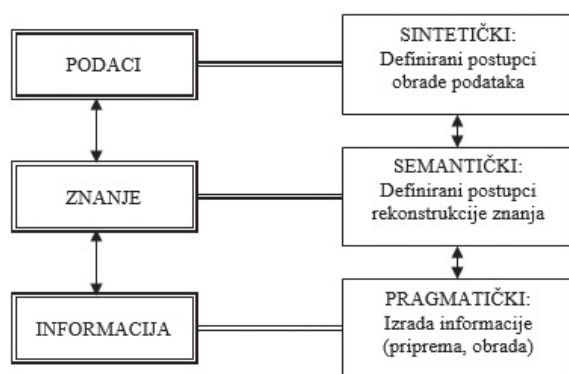 PODACI
SINTETIČKI:
Definirani postupci
obrade podataka
ZNANJE
SEMANTIČKI:
Definirani postupci
rekonstrukcije znanja
INFORMACIJA
PRAGMATIČKI:
Izrada informacije
(priprema, obrada)